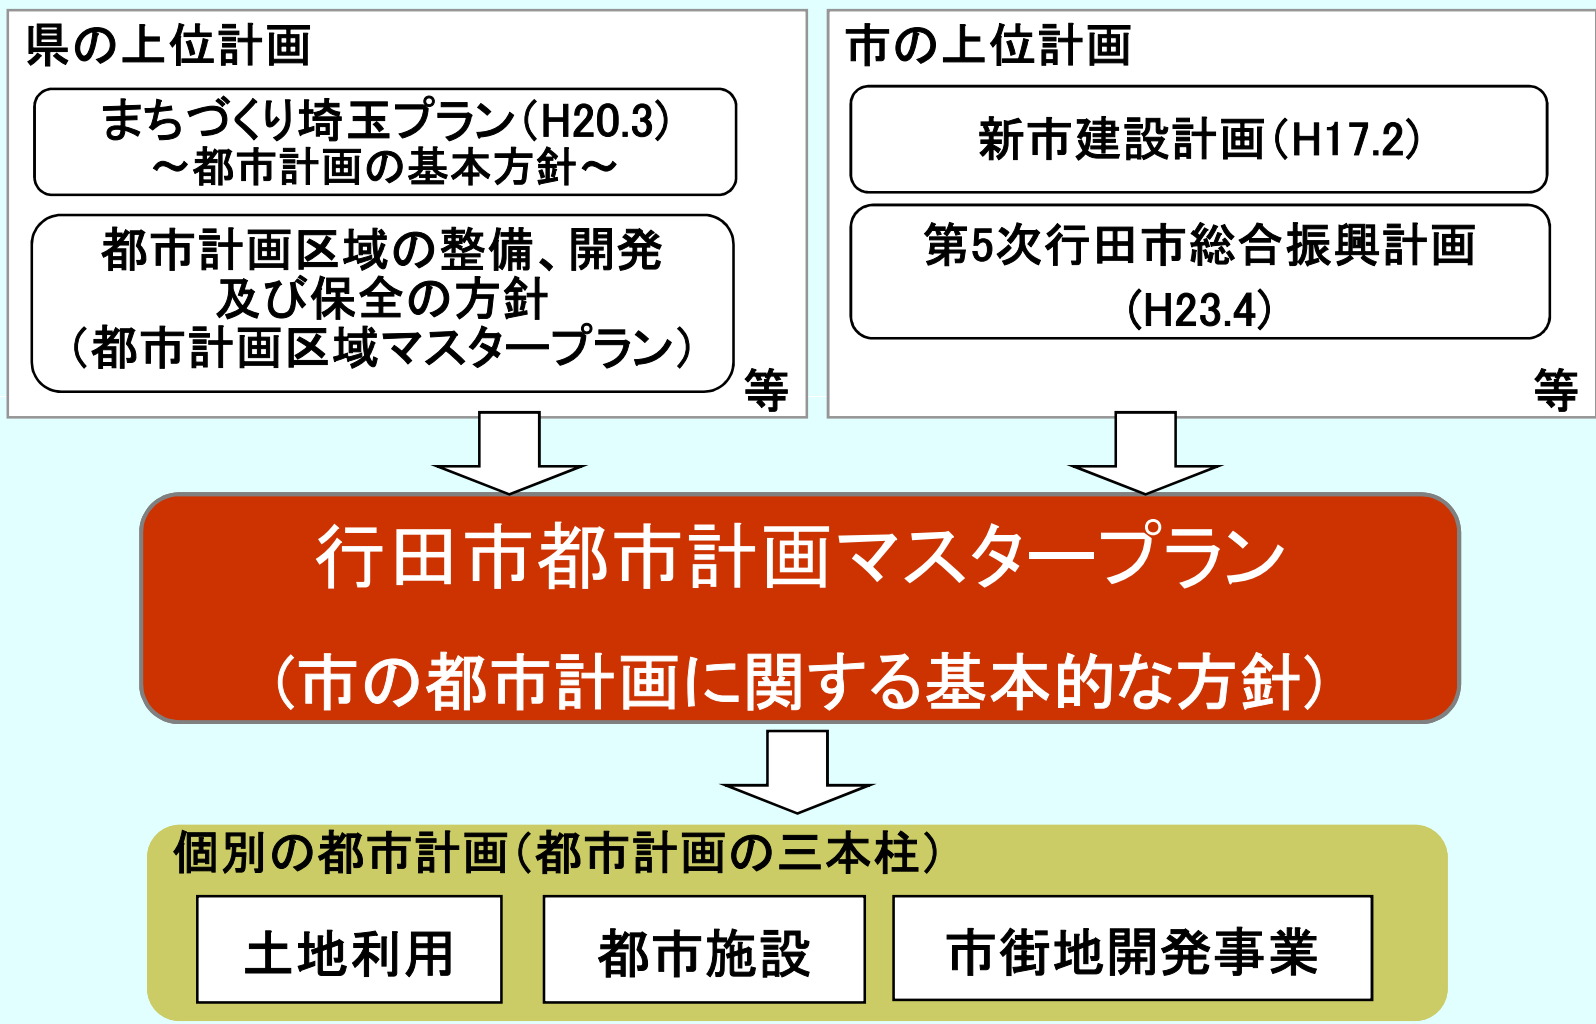 県の上位計画
まちづくり埼玉プラン(H20.3)
～都市計画の基本方針～
都市計画区域の整備、開発
及び保全の方針
(都市計画区域マスタープラン)
等
市の上位計画
新市建設計画(H17.2)
第5次行田市総合振興計画
(H23.4)
等
行田市都市計画マスタープラン
(市の都市計画に関する基本的な方針)
個別の都市計画(都市計画の三本柱)
土地利用
都市施設
市街地開発事業